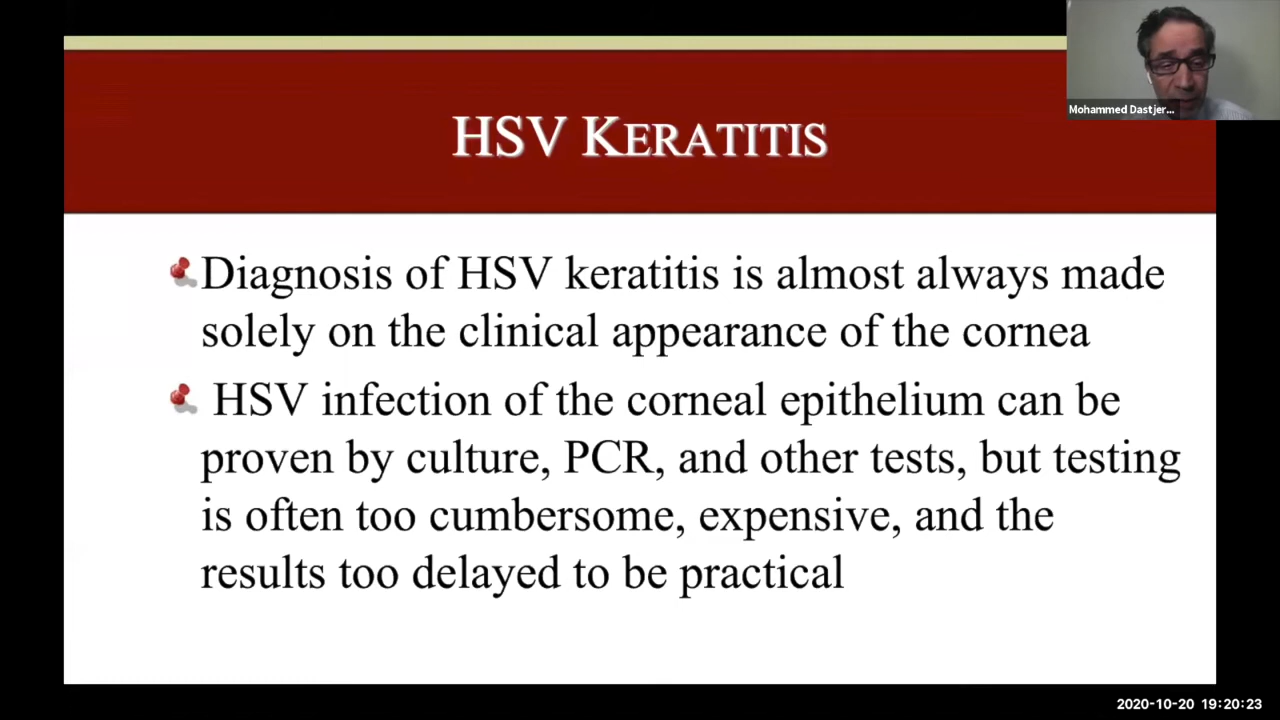 HSV KERATITIS
Mohammed Dastjer...
Diagnosis of HSV keratitis is almost always made
solely on the clinical appearance of the cornea
HSV infection of the corneal epithelium can be
proven by culture, PCR, and other tests, but testing
is often too cumbersome, expensive, and the
results too delayed to be practical
2020-10-20 19:20:23